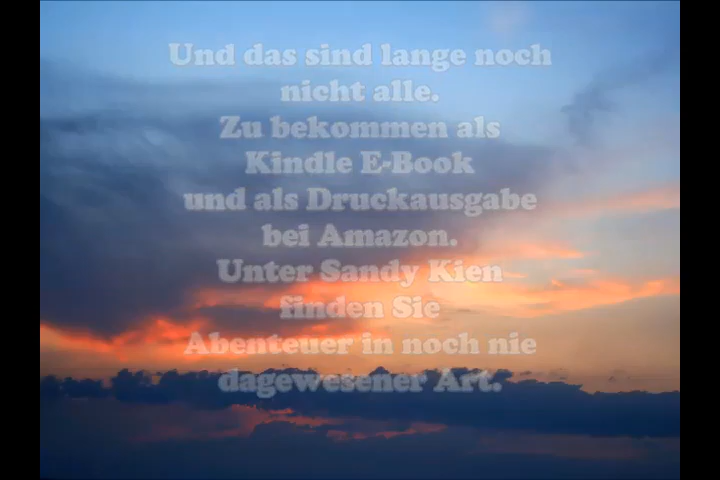 Und das sind lange noch
nicht alle.
Zu bekommen als
Kindle E-Book
und als Druckausgabe
bei Amazon.
Unter Sandy Kien
finden Sie
Abenteuer in noch nie
dagewesener Art.